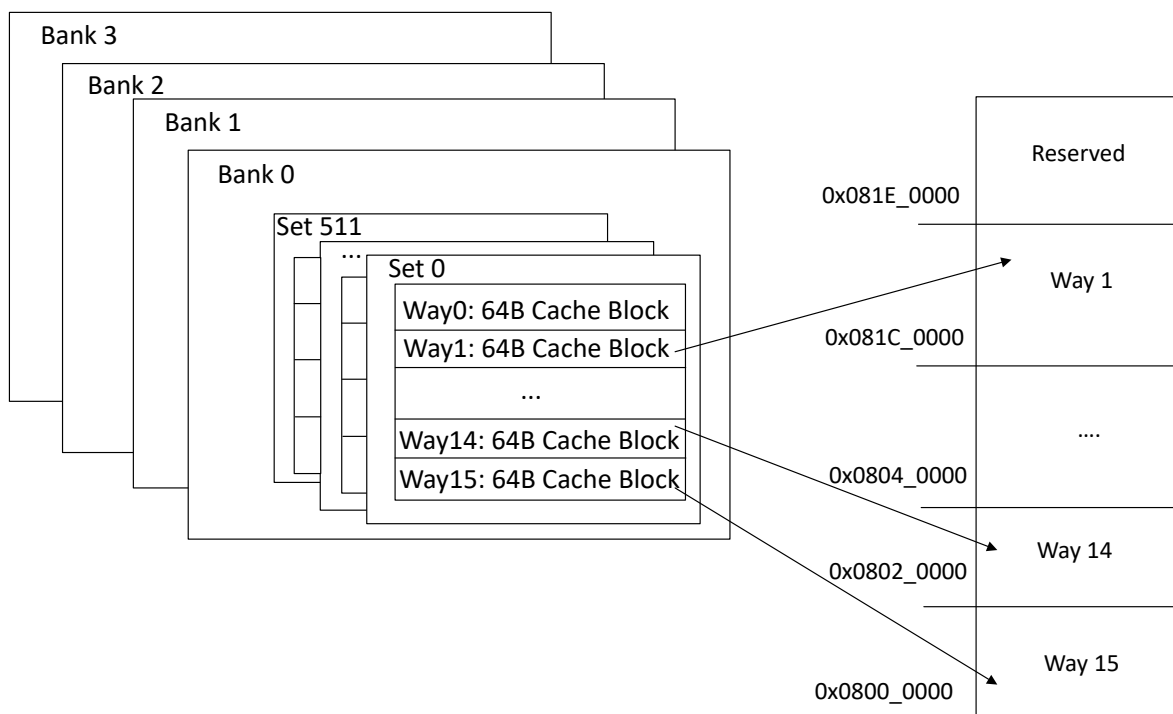 Bank 3
Bank 2
Bank 1
Bank 0
Set 511
...
Set 0
Way0: 64B Cache Block
Way1: 64B Cache Block
...
Way14: 64B Cache Block
Way15: 64B Cache Block
Reserved
0x081E_0000
Way 1
0x081C_0000
....
0x0804_0000
Way 14
0x0802_0000
Way 15
0x0800_0000